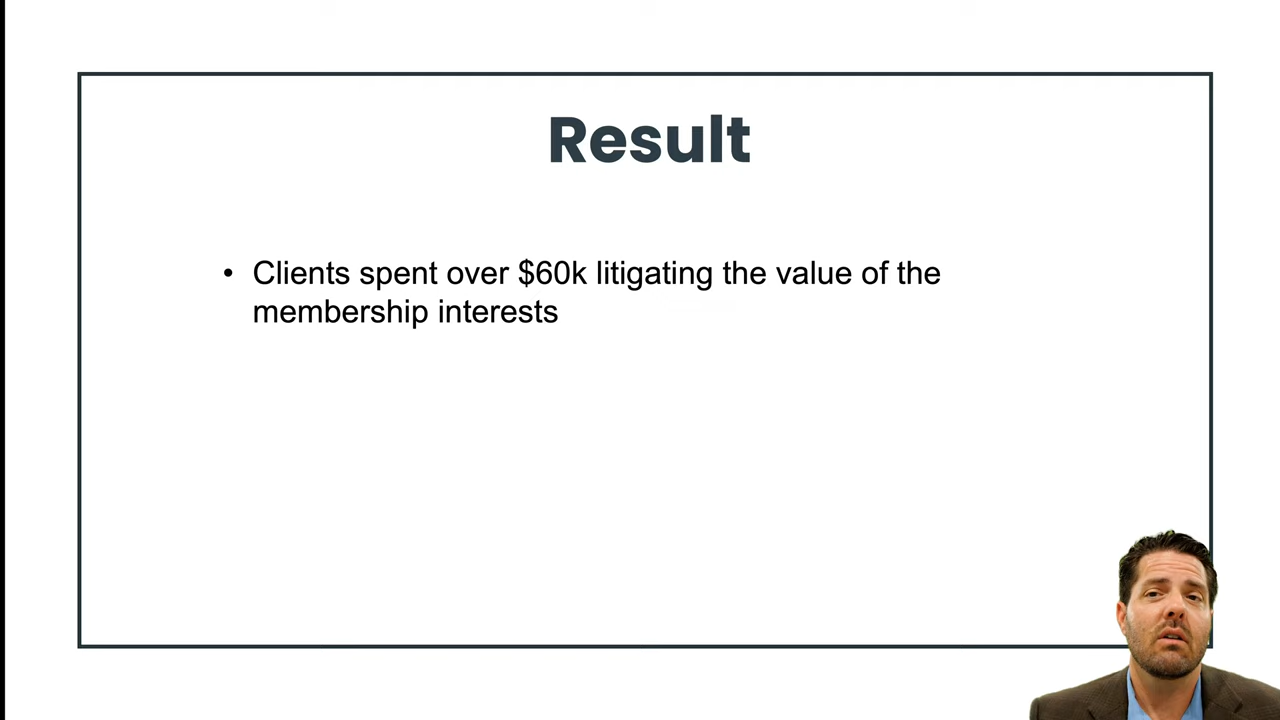 Result
• Clients spent over $60k litigating the value of the
membership interests